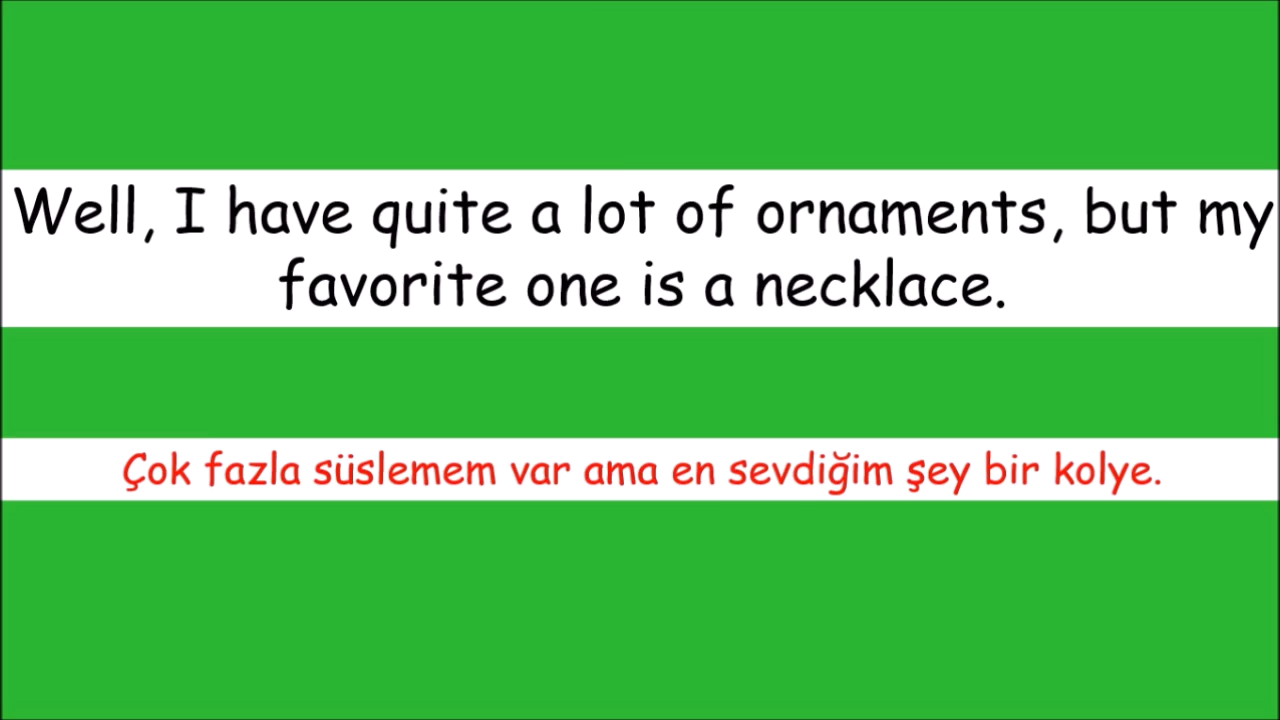 Well, I have quite a lot of ornaments, but my
favorite one is a necklace.
Çok fazla süslemem var ama en sevdiğim şey bir kolye.